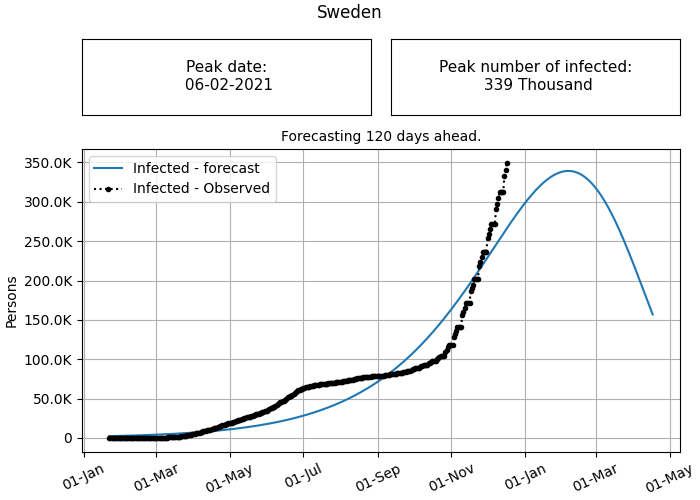 Sweden
Peak date:
06-02-2021
Peak number of infected:
339 Thousand
Forecasting 120 days ahead.
Infected - forecast
Infected - Observed
350.0K
300.0K
250.0K
200.0K
150.0K
100.0K
50.0K
0
Persons
01-Jan
01-Mar
01-May
01-Jul
01-Sep
01-Nov
01-Jan
01-Mar
01-May